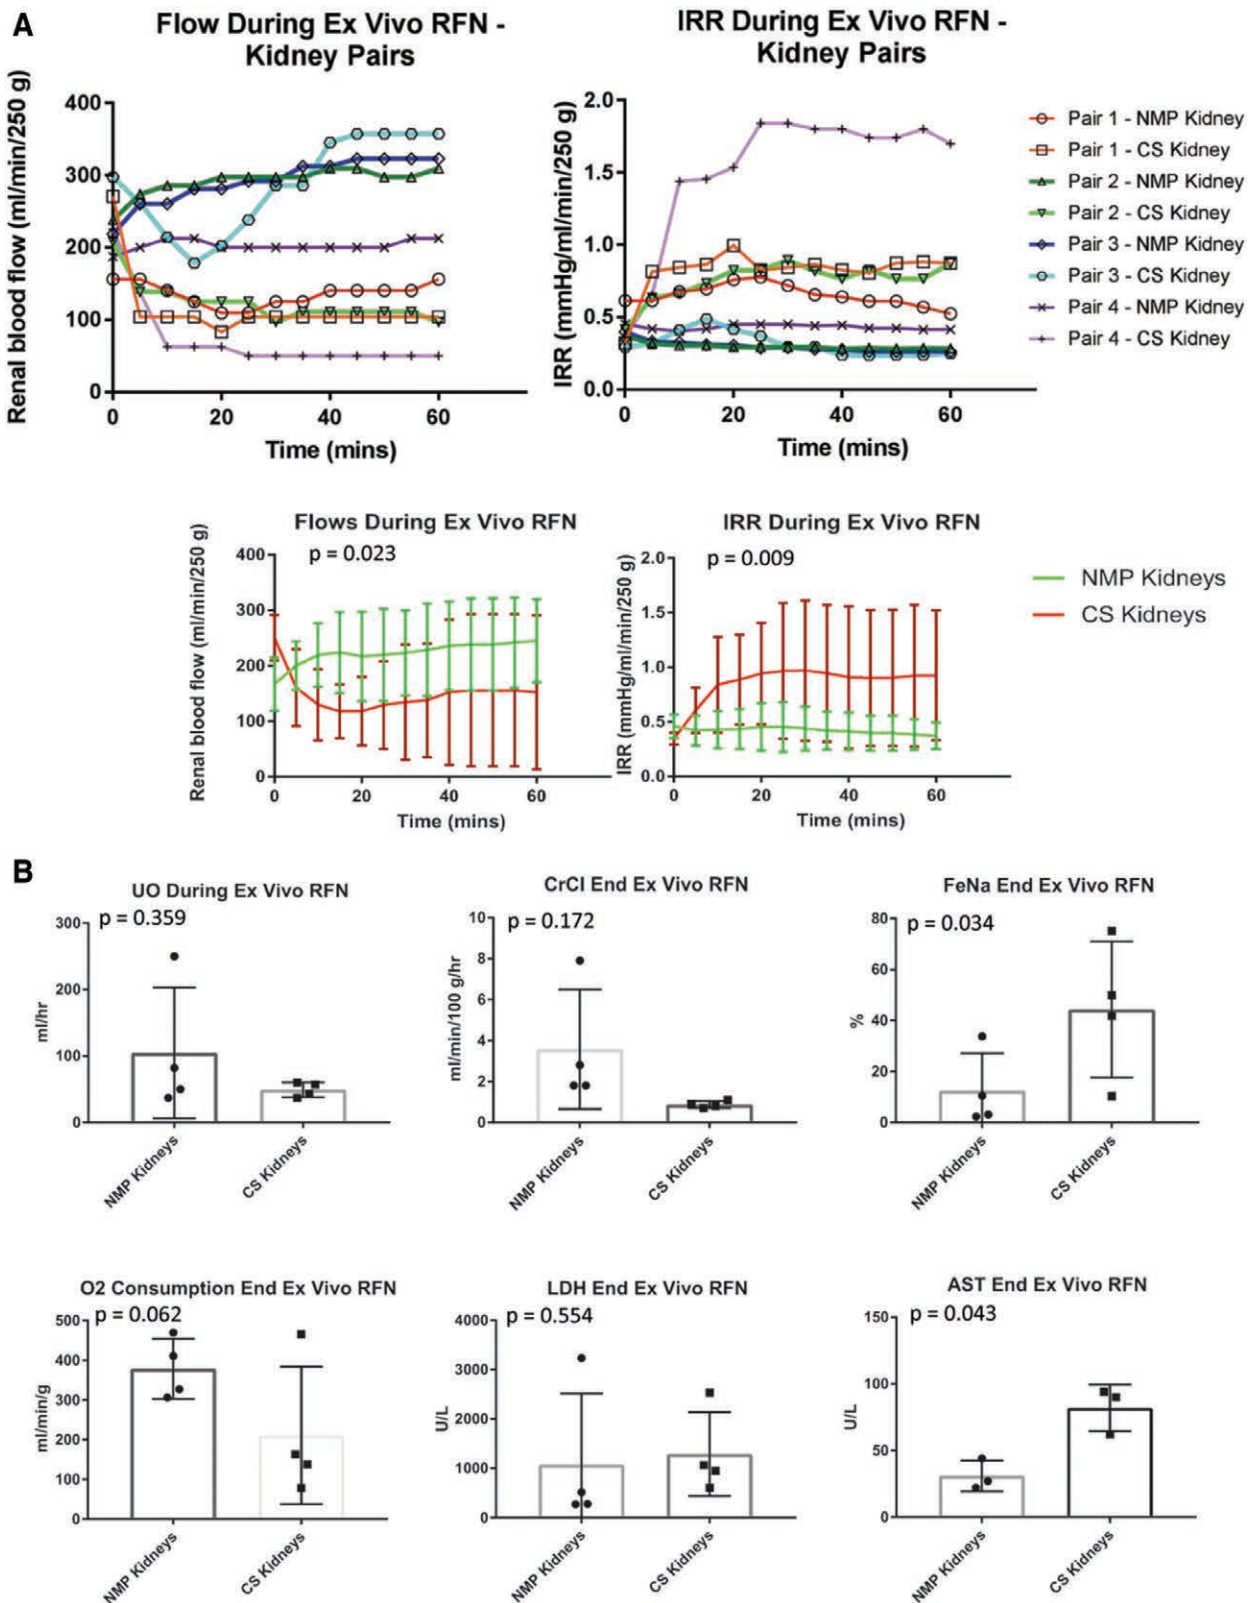 A
Flow During Ex Vivo RFN -
Kidney Pairs
Renal blood flow (ml/min/250 g)
400
300
200
100
0
0 20 40 60
Time (mins)
IRR During Ex Vivo RFN -
Kidney Pairs
IRR (mmHg/ml/min/250 g)
2.0
1.5
1.0
0.5
0.0
0 20 40 60
Time (mins)
Pair 1 - NMP Kidney
Pair 1 - CS Kidney
Pair 2 - NMP Kidney
Pair 2 - CS Kidney
Pair 3 - NMP Kidney
Pair 3 - CS Kidney
Pair 4 - NMP Kidney
Pair 4 - CS Kidney
Flows During Ex Vivo RFN
p = 0.023
Renal blood flow (ml/min/250 g)
400
300
200
100
0
0 20 40 60
Time (mins)
IRR During Ex Vivo RFN
p = 0.009
IRR (mmHg/ml/min/250 g)
2.0
1.5
1.0
0.5
0.0
0 20 40 60
Time (mins)
NMP Kidneys
CS Kidneys
B
UO During Ex Vivo RFN
p = 0.359
ml/hr
300
200
100
0
NMP Kidneys
CS Kidneys
CrCl End Ex Vivo RFN
p = 0.172
ml/min/100 g/hr
10
8
6
4
2
0
NMP Kidneys
CS Kidneys
FeNa End Ex Vivo RFN
p = 0.034
%
80
60
40
20
0
NMP Kidneys
CS Kidneys
O2 Consumption End Ex Vivo RFN
p = 0.062
ml/min/g
500
400
300
200
100
0
NMP Kidneys
CS Kidneys
LDH End Ex Vivo RFN
p = 0.554
U/L
4000
3000
2000
1000
0
NMP Kidneys
CS Kidneys
AST End Ex Vivo RFN
p = 0.043
U/L
150
100
50
0
NMP Kidneys
CS Kidneys